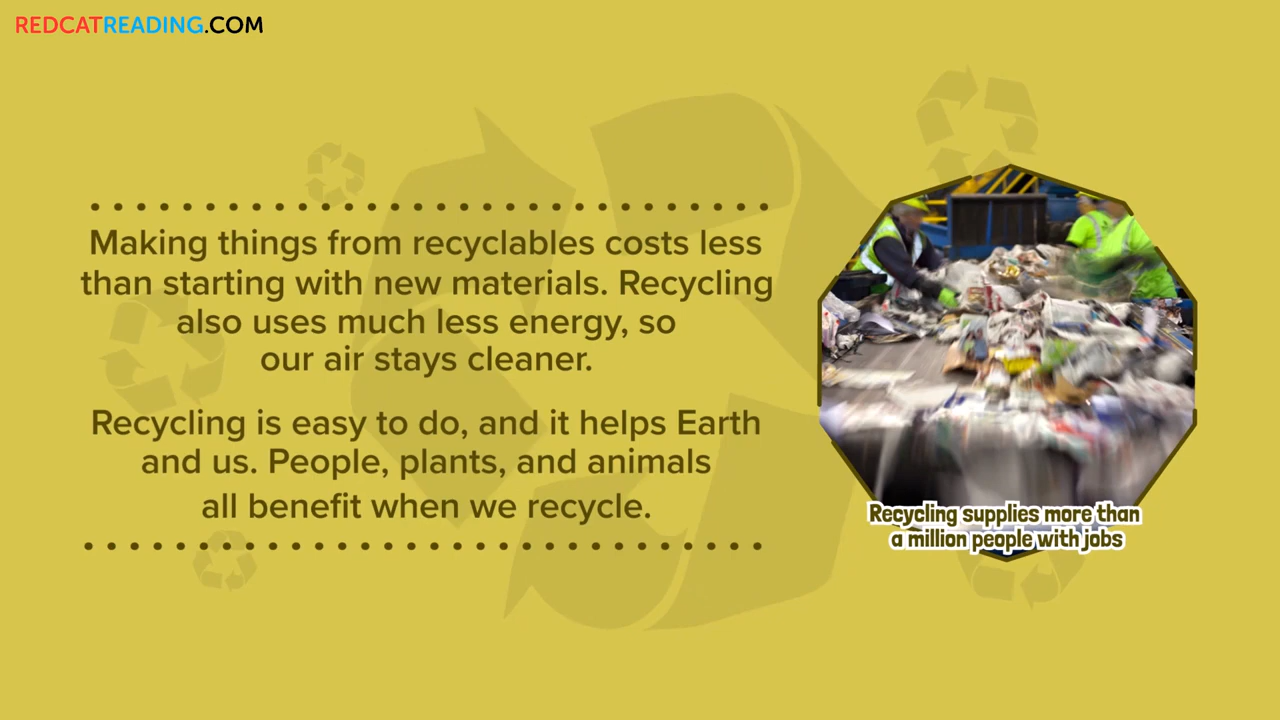 REDCATREADING.COM
Making things from recyclables costs less
than starting with new materials. Recycling
also uses much less energy, so
our air stays cleaner.
Recycling is easy to do, and it helps Earth
and us. People, plants, and animals
all benefit when we recycle.
Recycling supplies more than
a million people with jobs